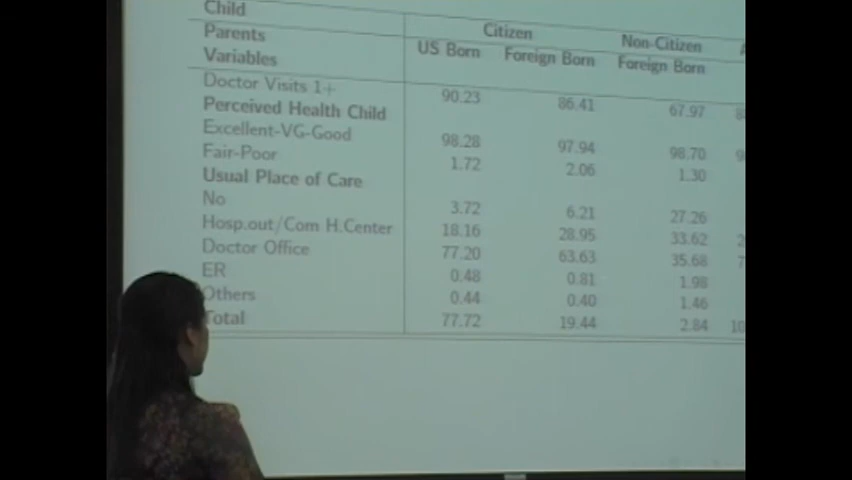 Child Citizen Non-Citizen
Parents US Born Foreign Born Foreign Born
Variables
Doctor Visits 1+ 90.23 86.41 67.97
Perceived Health Child
Excellent-VG-Good 98.28 97.94 98.70
Fair-Poor 1.72 2.06 1.30
Usual Place of Care
No 3.72 6.21 27.26
Hosp.out/Com H.Center 18.16 28.95 33.62
Doctor Office 77.20 63.63 35.68
ER 0.48 0.81 1.98
Others 0.44 0.40 1.46
Total 77.72 19.44 2.84